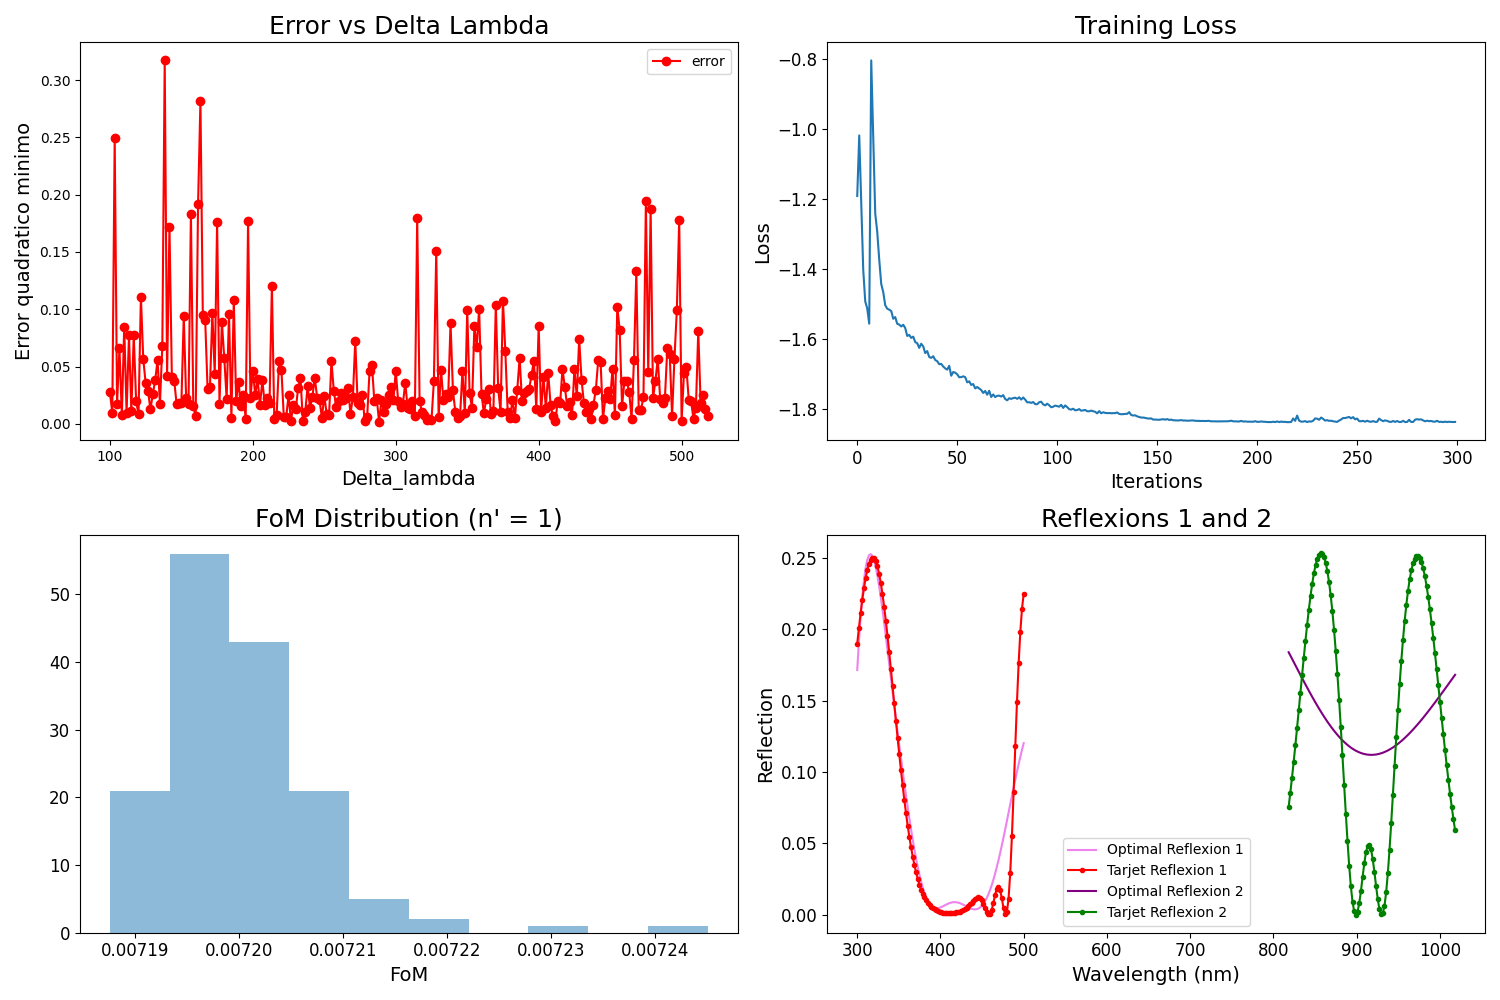 Error vs Delta Lambda
error
Error quadratico minimo
0.30
0.25
0.20
0.15
0.10
0.05
0.00
100 200 300 400 500
Delta_lambda
Training Loss
Loss
−0.8
−1.0
−1.2
−1.4
−1.6
−1.8
0 50 100 150 200 250 300
Iterations
FoM Distribution (n' = 1)
50
40
30
20
10
0
0.00719 0.00720 0.00721 0.00722 0.00723 0.00724
FoM
Reflexions 1 and 2
Reflection
0.25
0.20
0.15
0.10
0.05
0.00
Optimal Reflexion 1
Tarjet Reflexion 1
Optimal Reflexion 2
Tarjet Reflexion 2
300 400 500 600 700 800 900 1000
Wavelength (nm)